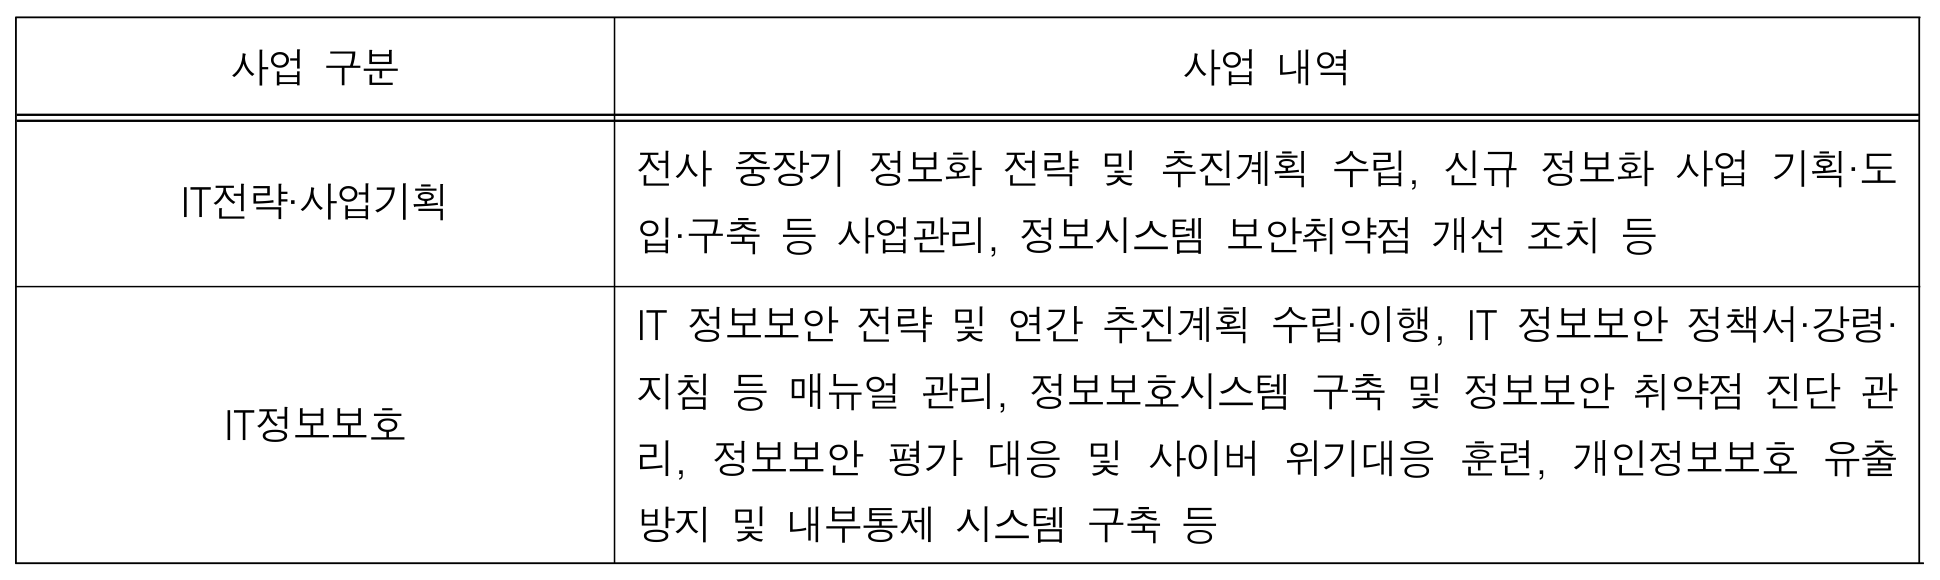 사업 구분
사업 내역
IT전략·사업기획
전사 중장기 정보화 전략 및 추진계획 수립, 신규 정보화 사업 기획·도
입·구축 등 사업관리, 정보시스템 보안취약점 개선 조치 등
IT정보보호
IT 정보보안 전략 및 연간 추진계획 수립·이행, IT 정보보안 정책서·강령·
지침 등 매뉴얼 관리, 정보보호시스템 구축 및 정보보안 취약점 진단 관
리, 정보보안 평가 대응 및 사이버 위기대응 훈련, 개인정보보호 유출
방지 및 내부통제 시스템 구축 등